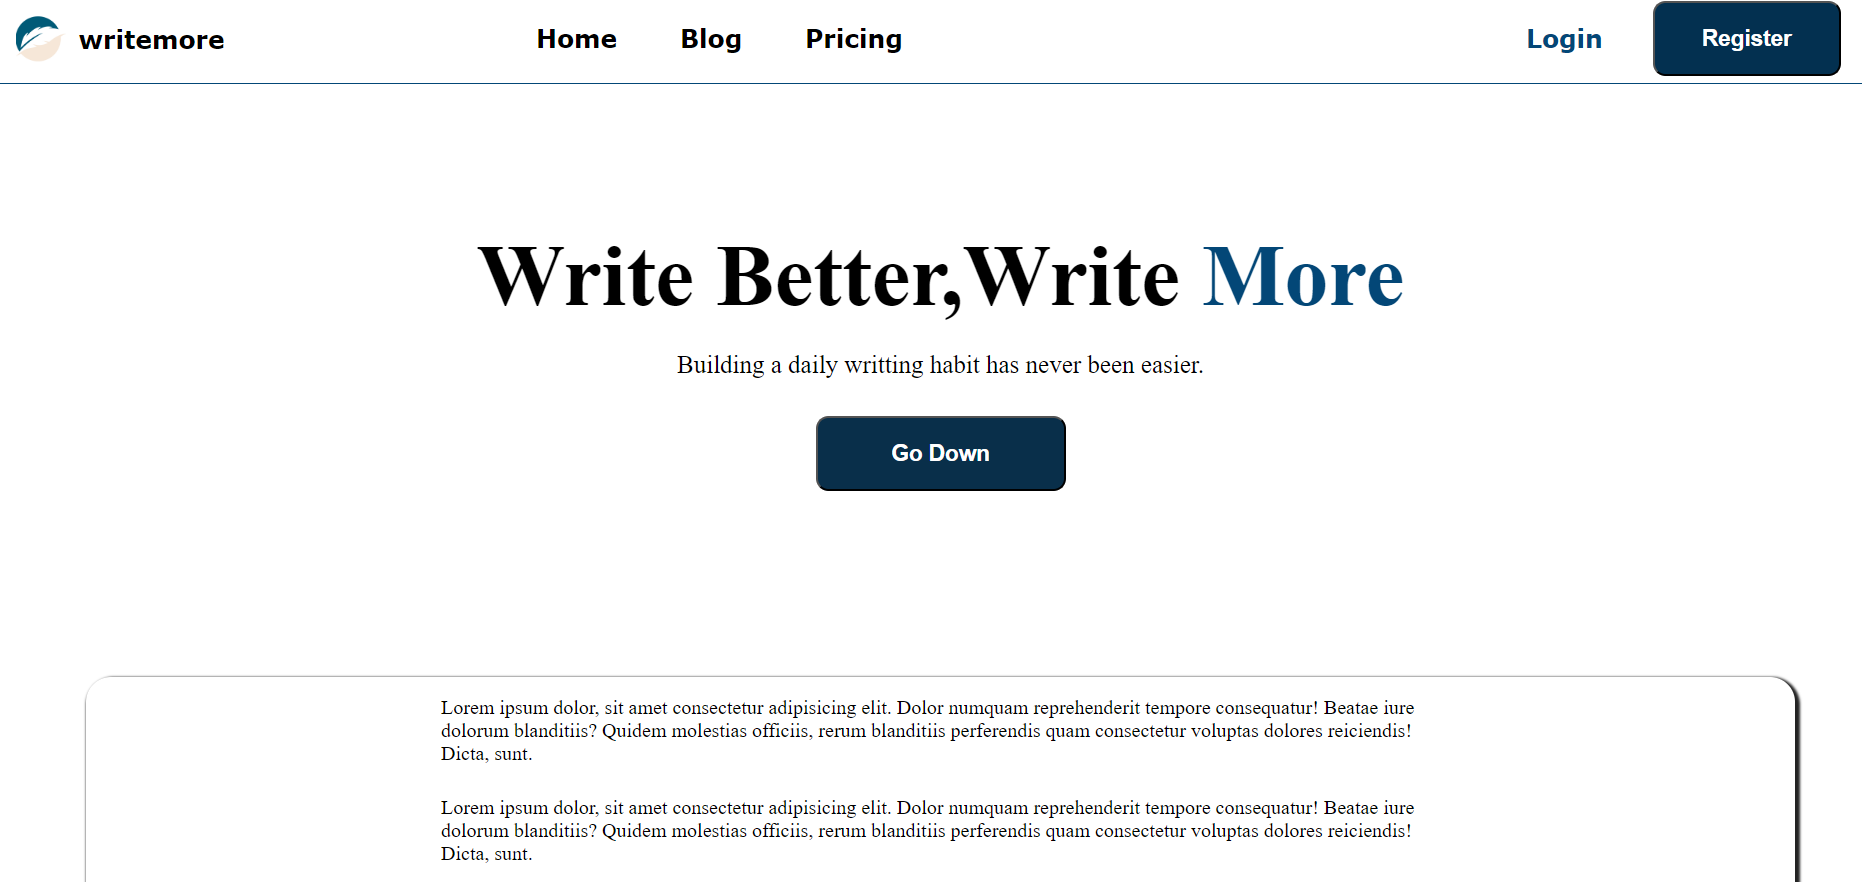 writemore
Home Blog Pricing
Login
Register
Write Better,Write More
Building a daily writting habit has never been easier.
Go Down
Lorem ipsum dolor, sit amet consectetur adipisicing elit. Dolor numquam reprehenderit tempore consequatur! Beatae iure
dolorum blanditiis? Quidem molestias officiis, rerum blanditiis perferendis quam consectetur voluptas dolores reiciendis!
Dicta, sunt.
Lorem ipsum dolor, sit amet consectetur adipisicing elit. Dolor numquam reprehenderit tempore consequatur! Beatae iure
dolorum blanditiis? Quidem molestias officiis, rerum blanditiis perferendis quam consectetur voluptas dolores reiciendis!
Dicta, sunt.